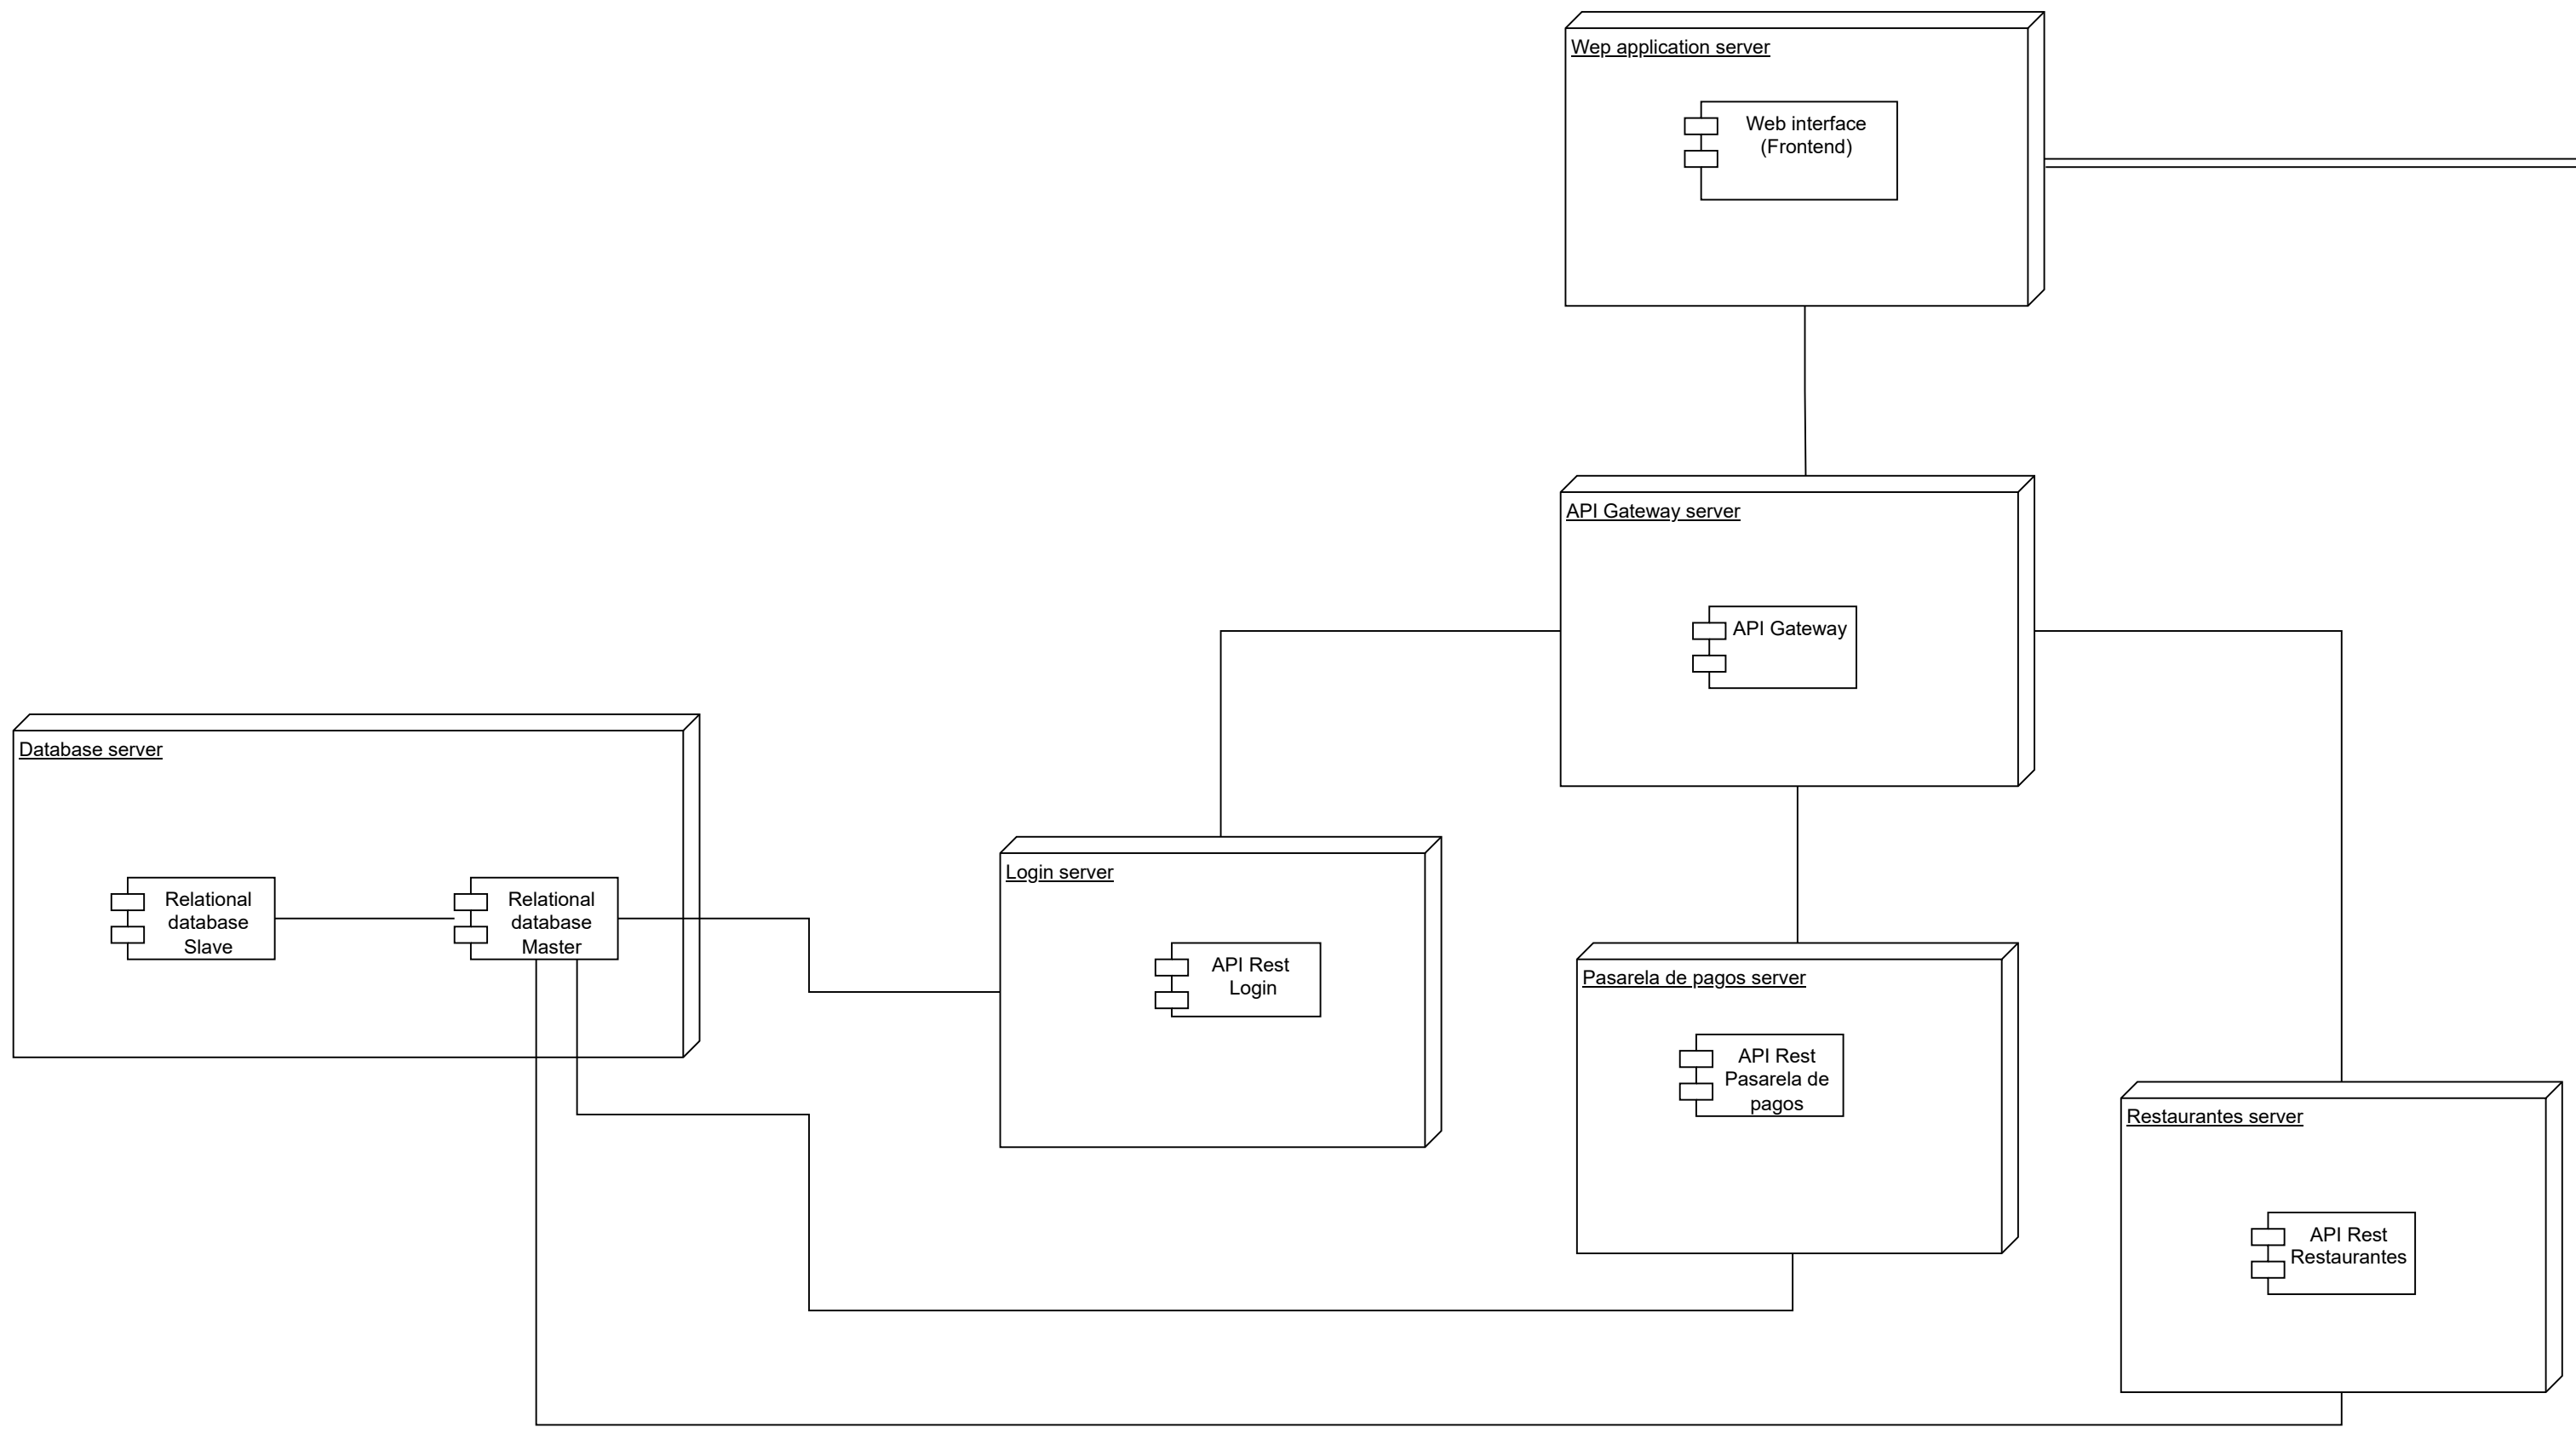 Wep application server
Web interface
(Frontend)
API Gateway server
API Gateway
Database server
Relational
database
Slave
Relational
database
Master
Login server
API Rest
Login
Pasarela de pagos server
API Rest
Pasarela de
pagos
Restaurantes server
API Rest
Restaurantes